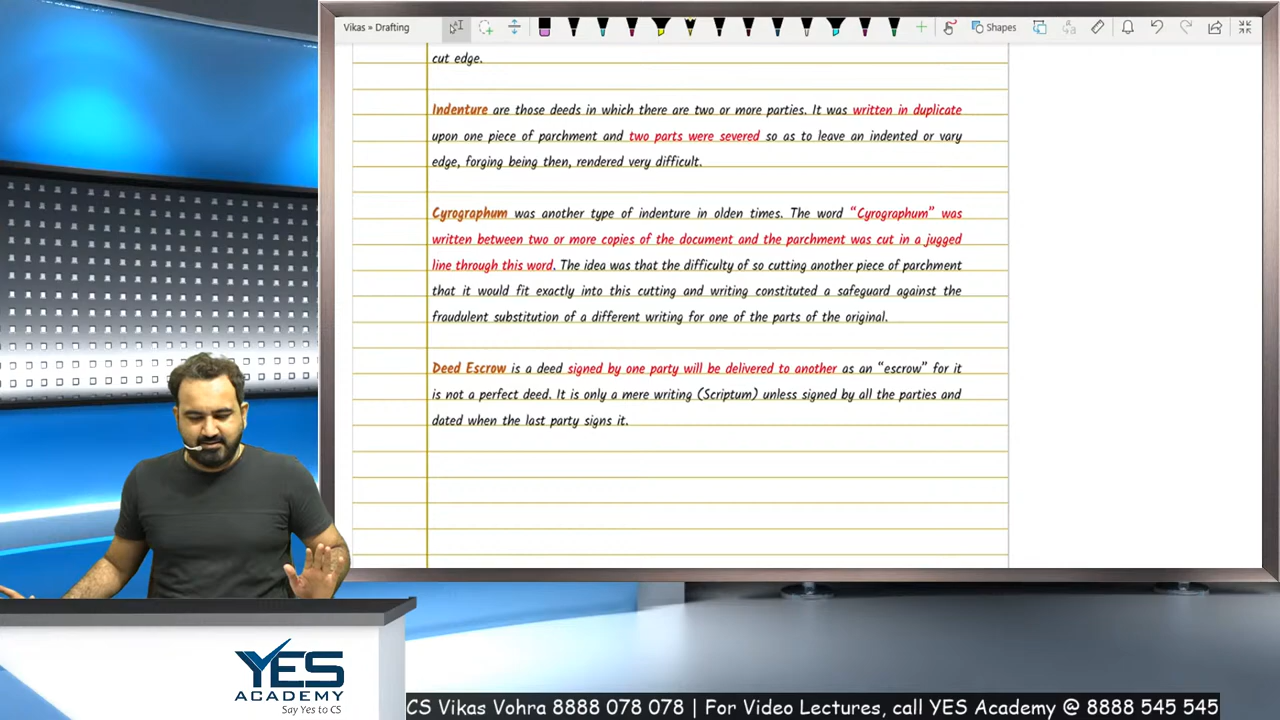 Vikas » Drafting
Shapes
cut edge.
Indenture are those deeds in which there are two or more parties. It was written in duplicate
upon one piece of parchment and two parts were severed so as to leave an indented or vary
edge, forging being then, rendered very difficult.
Cyrographum was another type of indenture in olden times. The word “Cyrographum” was
written between two or more copies of the document and the parchment was cut in a jugged
line through this word. The idea was that the difficulty of so cutting another piece of parchment
that it would fit exactly into this cutting and writing constituted a safeguard against the
fraudulent substitution of a different writing for one of the parts of the original.
Deed Escrow is a deed signed by one party will be delivered to another as an “escrow” for it
is not a perfect deed. It is only a mere writing (Scriptum) unless signed by all the parties and
dated when the last party signs it.
YES
ACADEMY
Say Yes to CS
CS Vikas Vohra 8888 078 078 | For Video Lectures, call YES Academy @ 8888 545 545